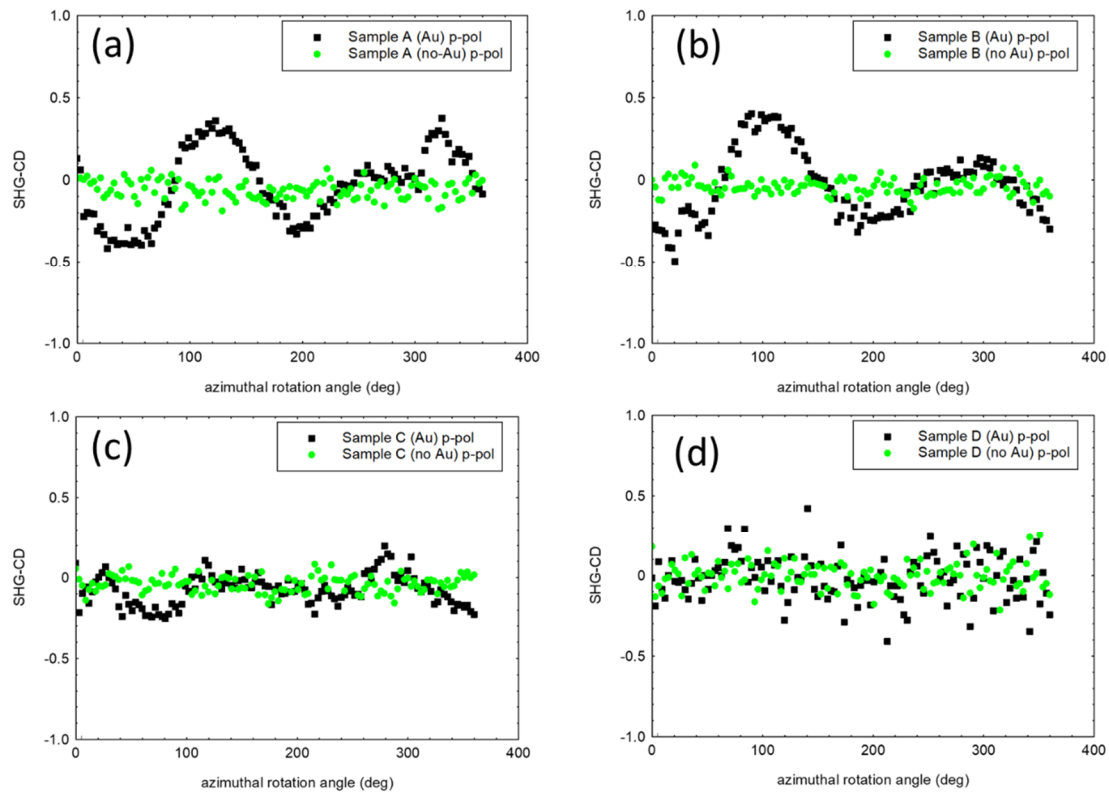 (a)
Sample A (Au) p-pol
Sample A (no-Au) p-pol
1.0
0.5
0
-0.5
-1.0
SHG-CD
0 100 200 300 400
azimuthal rotation angle (deg)
(b)
Sample B (Au) p-pol
Sample B (no Au) p-pol
1.0
0.5
0
-0.5
-1.0
SHG-CD
0 100 200 300 400
azimuthal rotation angle (deg)
(c)
Sample C (Au) p-pol
Sample C (no Au) p-pol
1.0
0.5
0
-0.5
-1.0
SHG-CD
0 100 200 300 400
azimuthal rotation angle (deg)
(d)
Sample D (Au) p-pol
Sample D (no Au) p-pol
1.0
0.5
0
-0.5
-1.0
SHG-CD
0 100 200 300 400
azimuthal rotation angle (deg)